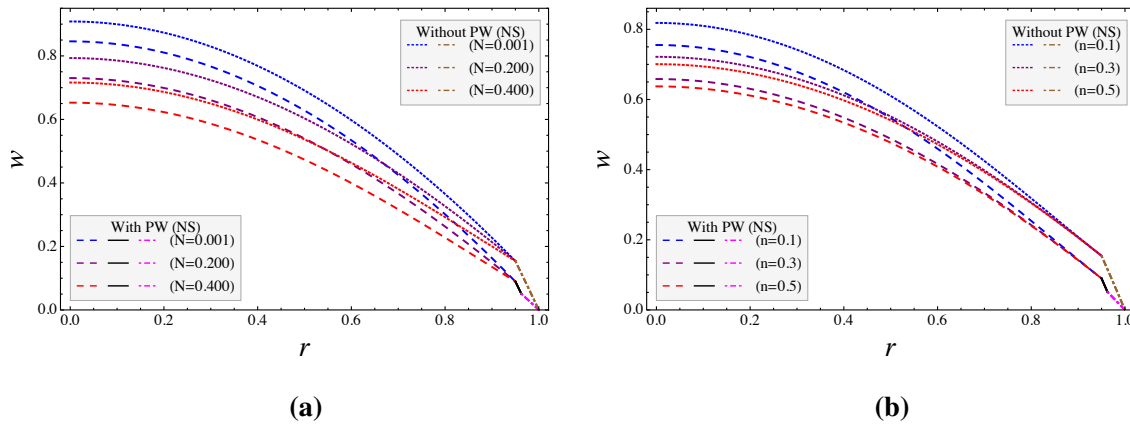 Without PW (NS)
(N=0.001)
(N=0.200)
(N=0.400)
With PW (NS)
(N=0.001)
(N=0.200)
(N=0.400)
0.8
0.6
0.4
0.2
0.0
w
0.0 0.2 0.4 0.6 0.8 1.0
r
(a)
Without PW (NS)
(n=0.1)
(n=0.3)
(n=0.5)
With PW (NS)
(n=0.1)
(n=0.3)
(n=0.5)
0.8
0.6
0.4
0.2
0.0
w
0.0 0.2 0.4 0.6 0.8 1.0
r
(b)